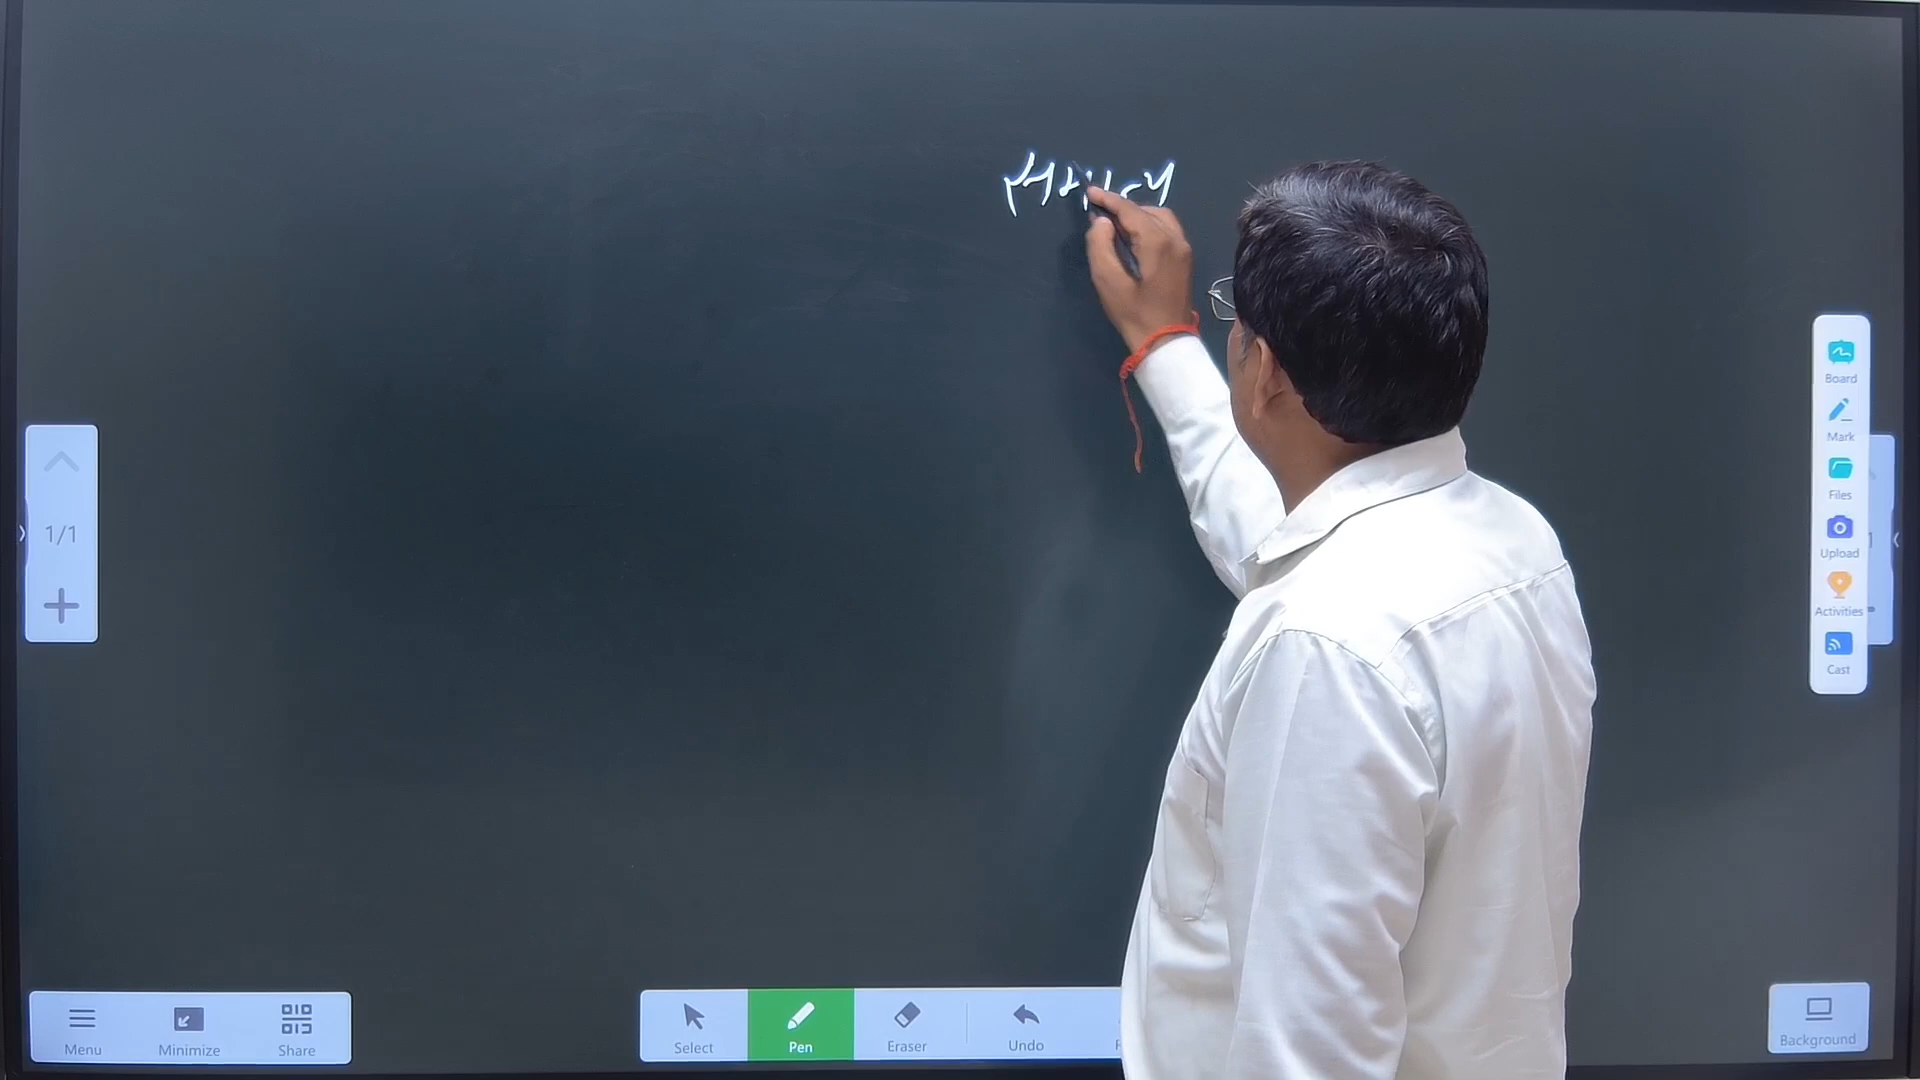 Board
Mark
Files
1/1
Upload
Activities
Cast
Menu
Minimize
Share
Select
Pen
Eraser
Undo
Background